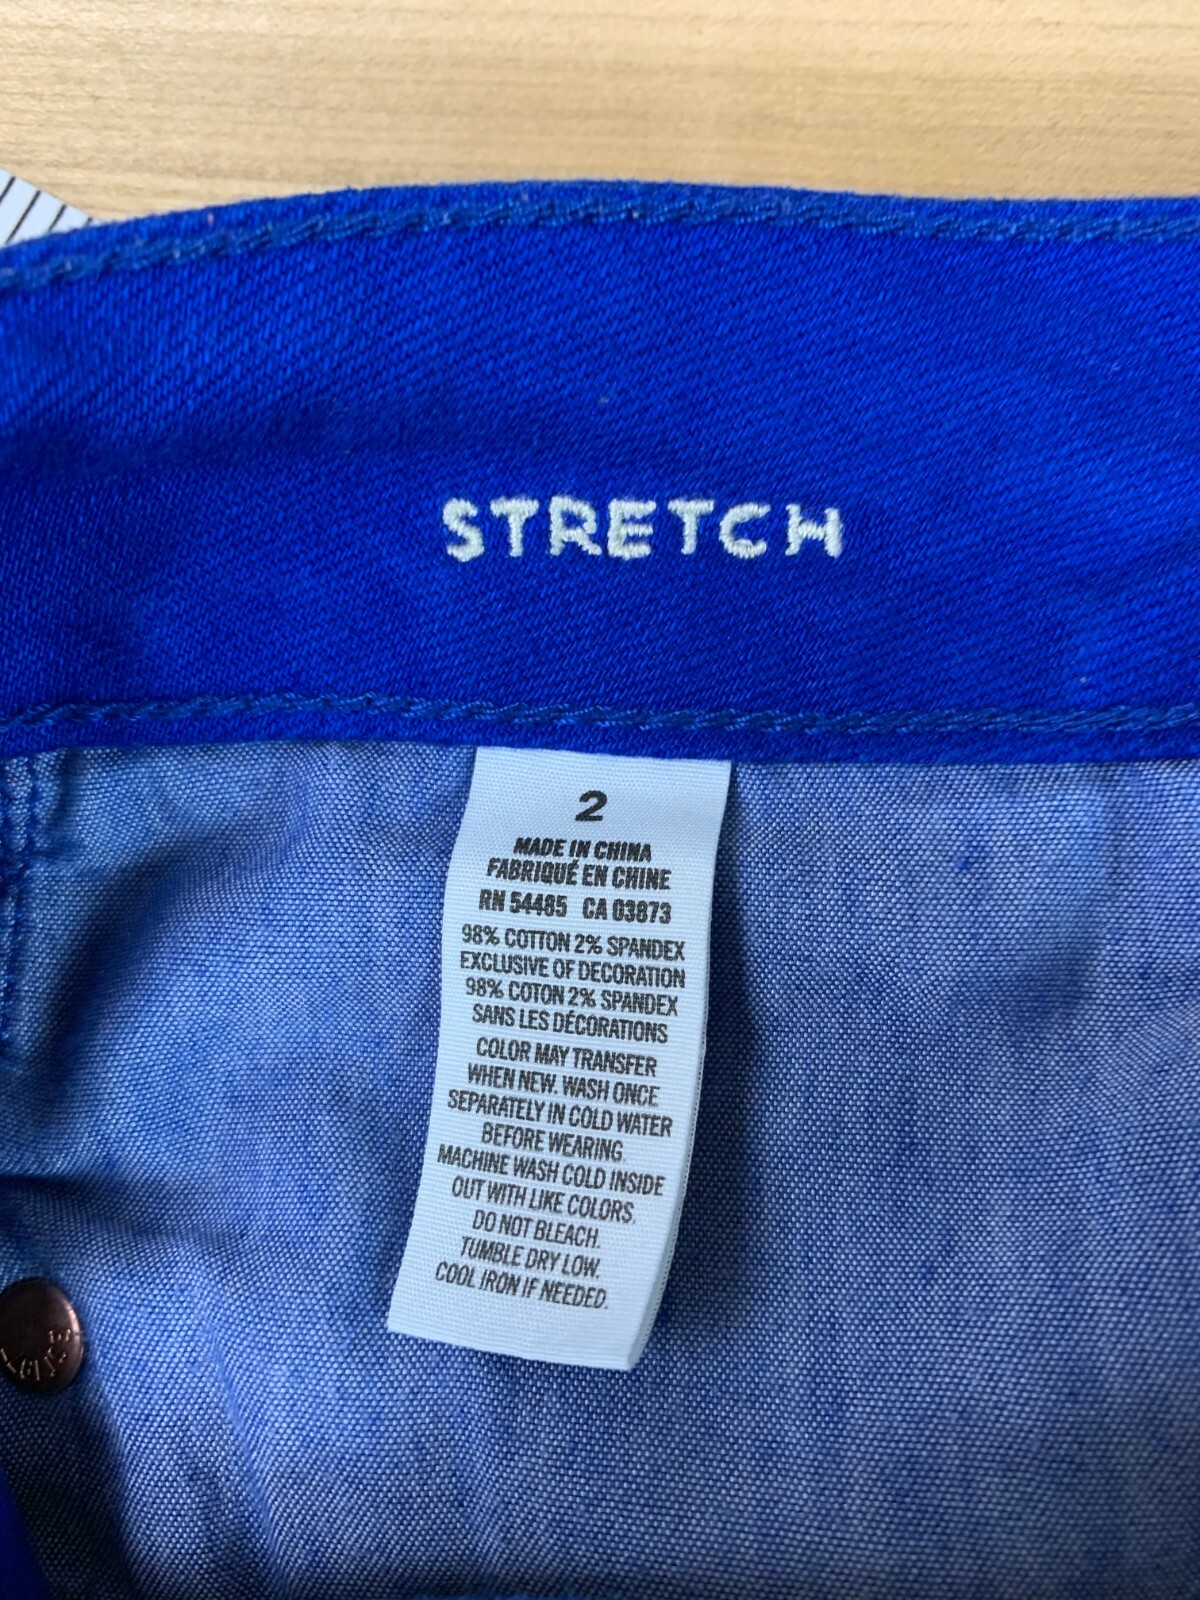 STRETCH
2
MADE IN CHINA
FABRIQUÉ EN CHINE
RN 54485 CA 03873
98% COTTON 2% SPANDEX
EXCLUSIVE OF DECORATION
98% COTON 2% SPANDEX
SANS LES DÉCORATIONS
COLOR MAY TRANSFER
WHEN NEW. WASH ONCE
SEPARATELY IN COLD WATER
BEFORE WEARING.
MACHINE WASH COLD INSIDE
OUT WITH LIKE COLORS.
DO NOT BLEACH.
TUMBLE DRY LOW.
COOL IRON IF NEEDED.